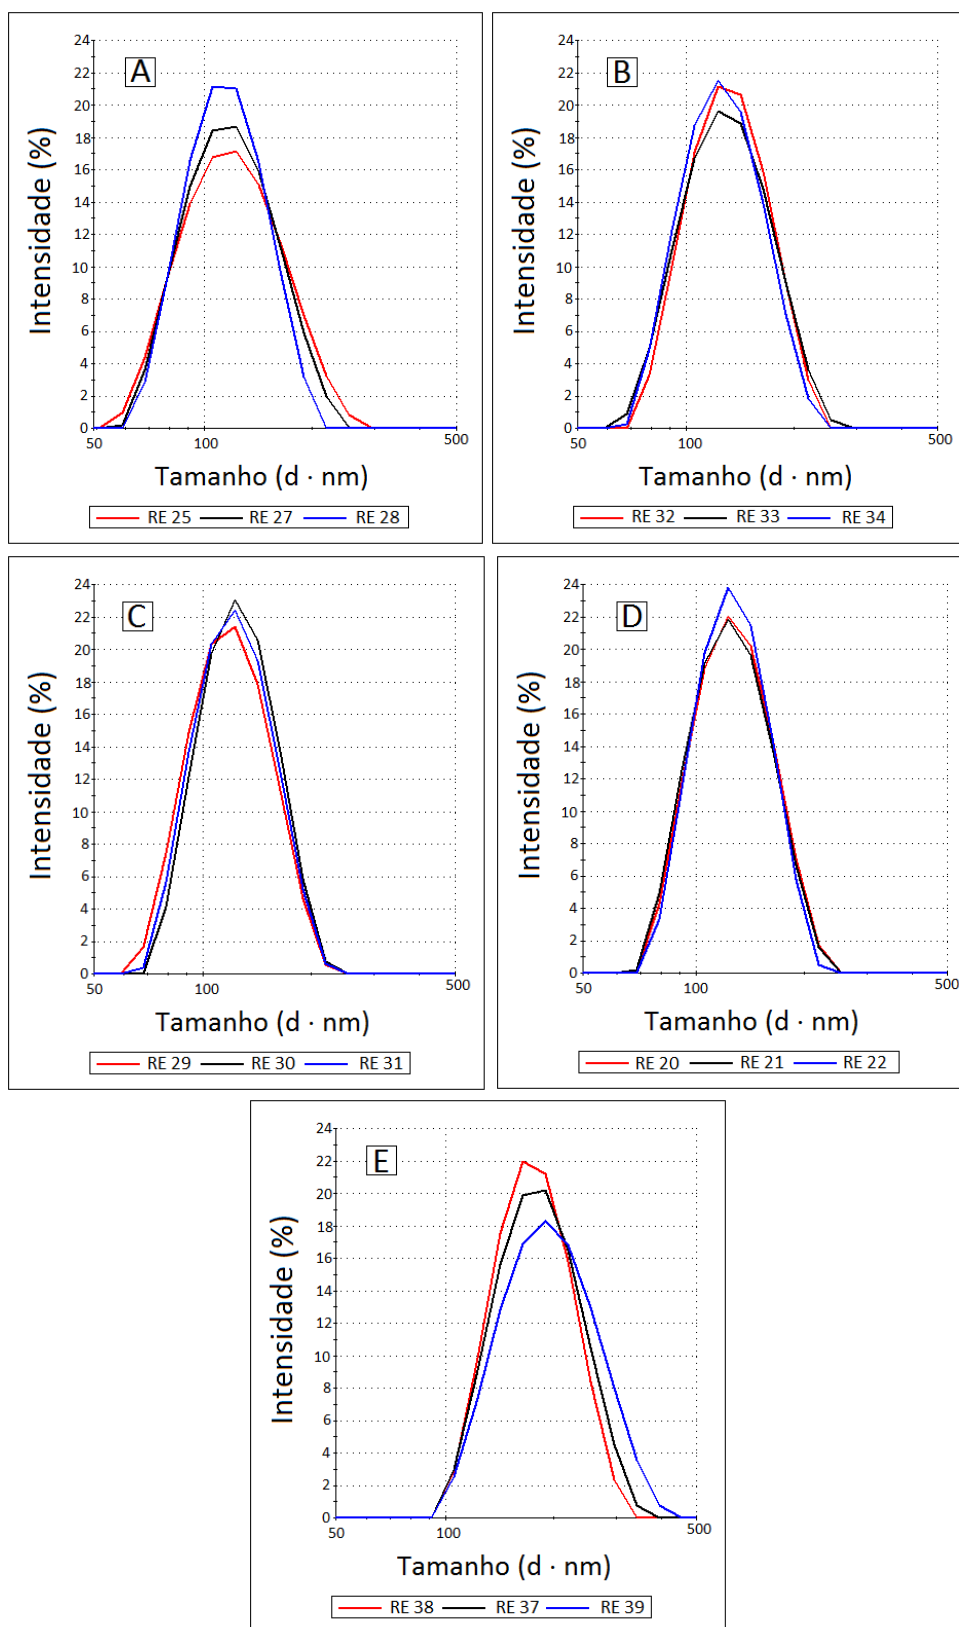 A
Intensidade (%)
24
22
20
18
16
14
12
10
8
6
4
2
0
50 100 500
Tamanho (d · nm)
RE 25 RE 27 RE 28
B
Intensidade (%)
24
22
20
18
16
14
12
10
8
6
4
2
0
50 100 500
Tamanho (d · nm)
RE 32 RE 33 RE 34
C
Intensidade (%)
24
22
20
18
16
14
12
10
8
6
4
2
0
50 100 500
Tamanho (d · nm)
RE 29 RE 30 RE 31
D
Intensidade (%)
24
22
20
18
16
14
12
10
8
6
4
2
0
50 100 500
Tamanho (d · nm)
RE 20 RE 21 RE 22
E
Intensidade (%)
24
22
20
18
16
14
12
10
8
6
4
2
0
50 100 500
Tamanho (d · nm)
RE 38 RE 37 RE 39